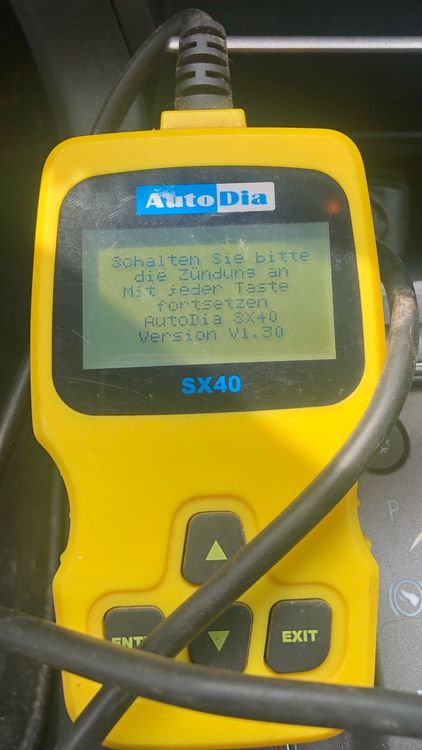 AutoDia
Schalten Sie bitte
die Zündung an
Mit jeder Taste
fortsetzen
AutoDia SX40
Version V1.30
SX40
EXIT
P